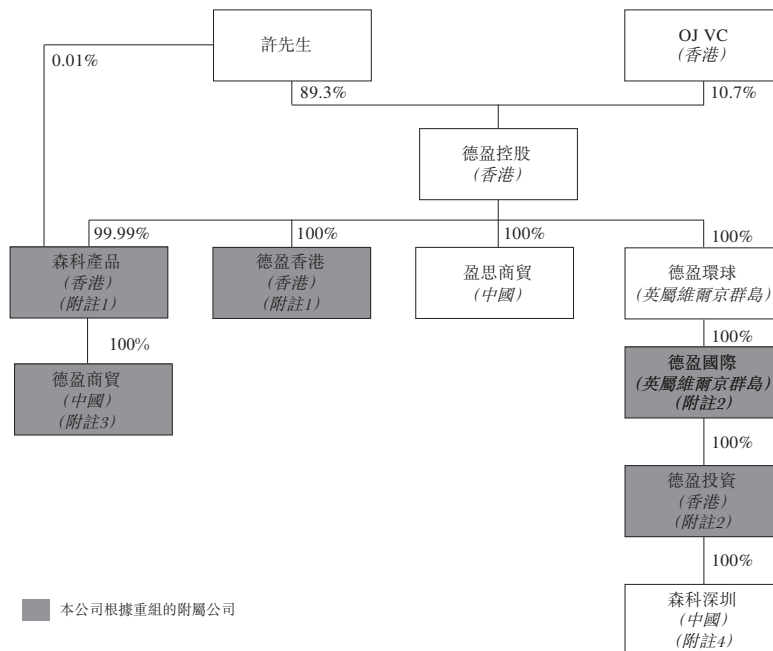 許先生
OJ VC
(香港)
0.01%
89.3%
10.7%
德盈控股
(香港)
99.99%
100%
100%
100%
森科產品
(香港)
(附註1)
德盈香港
(香港)
(附註1)
盈思商貿
(中國)
德盈環球
(英屬維爾京群島)
100%
100%
德盈商貿
(中國)
(附註3)
德盈國際
(英屬維爾京群島)
(附註2)
100%
德盈投資
(香港)
(附註2)
100%
森科深圳
(中國)
(附註4)
本公司根據重組的附屬公司